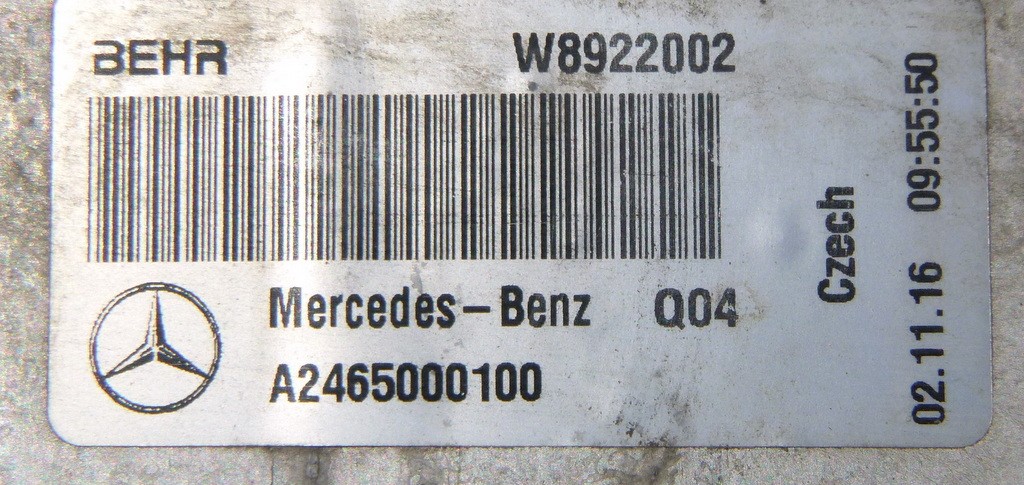 BEHR W8922002
Mercedes-Benz Q04
A2465000100
Czech
02.11.16 09:55:50